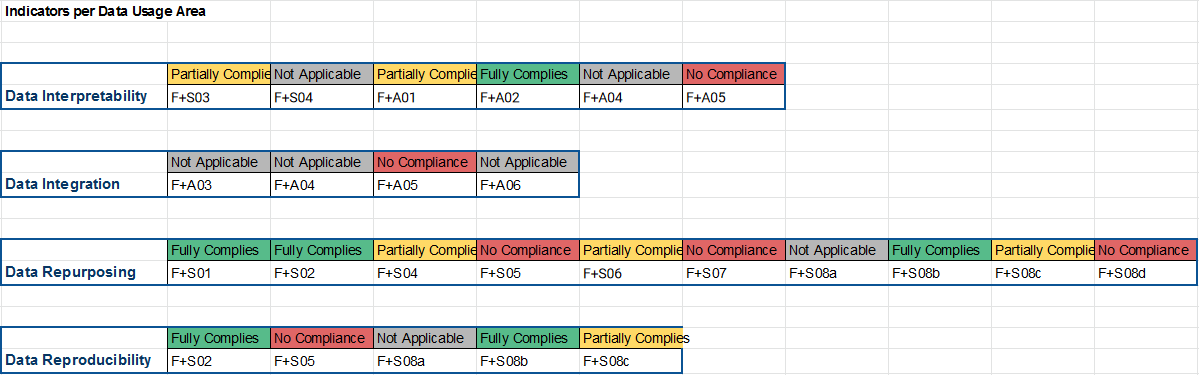 Indicators per Data Usage Area
Partially Complie Not Applicable Partially Complie Fully Complies Not Applicable No Compliance
Data Interpretability F+S03 F+S04 F+A01 F+A02 F+A04 F+A05
Not Applicable Not Applicable No Compliance Not Applicable
Data Integration F+A03 F+A04 F+A05 F+A06
Fully Complies Fully Complies Partially Complie No Compliance Partially Complie No Compliance Not Applicable Fully Complies Partially Complie No Compliance
Data Repurposing F+S01 F+S02 F+S04 F+S05 F+S06 F+S07 F+S08a F+S08b F+S08c F+S08d
Fully Complies No Compliance Not Applicable Fully Complies Partially Complies
Data Reproducibility F+S02 F+S05 F+S08a F+S08b F+S08c